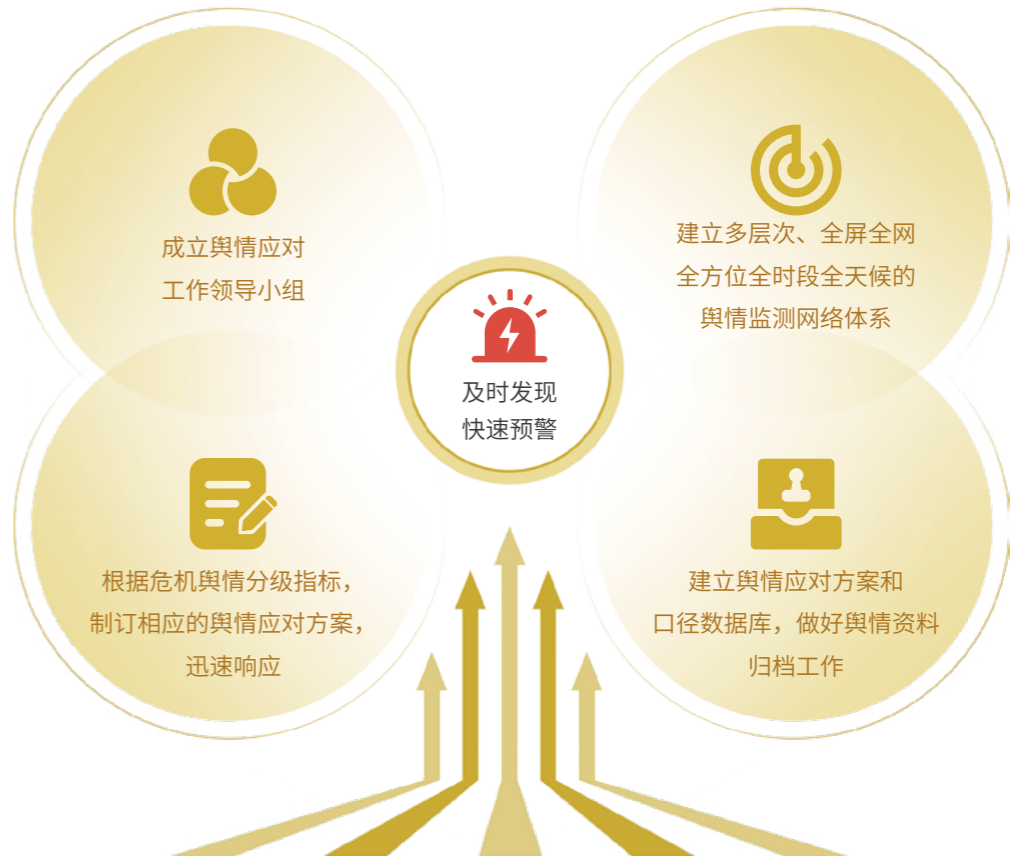 成立舆情应对
工作领导小组
建立多层次、全屏全网
全方位全时段全天候的
舆情监测网络体系
及时发现
快速预警
根据危机舆情分级指标，
制订相应的舆情应对方案，
迅速响应
建立舆情应对方案和
口径数据库，做好舆情资料
归档工作